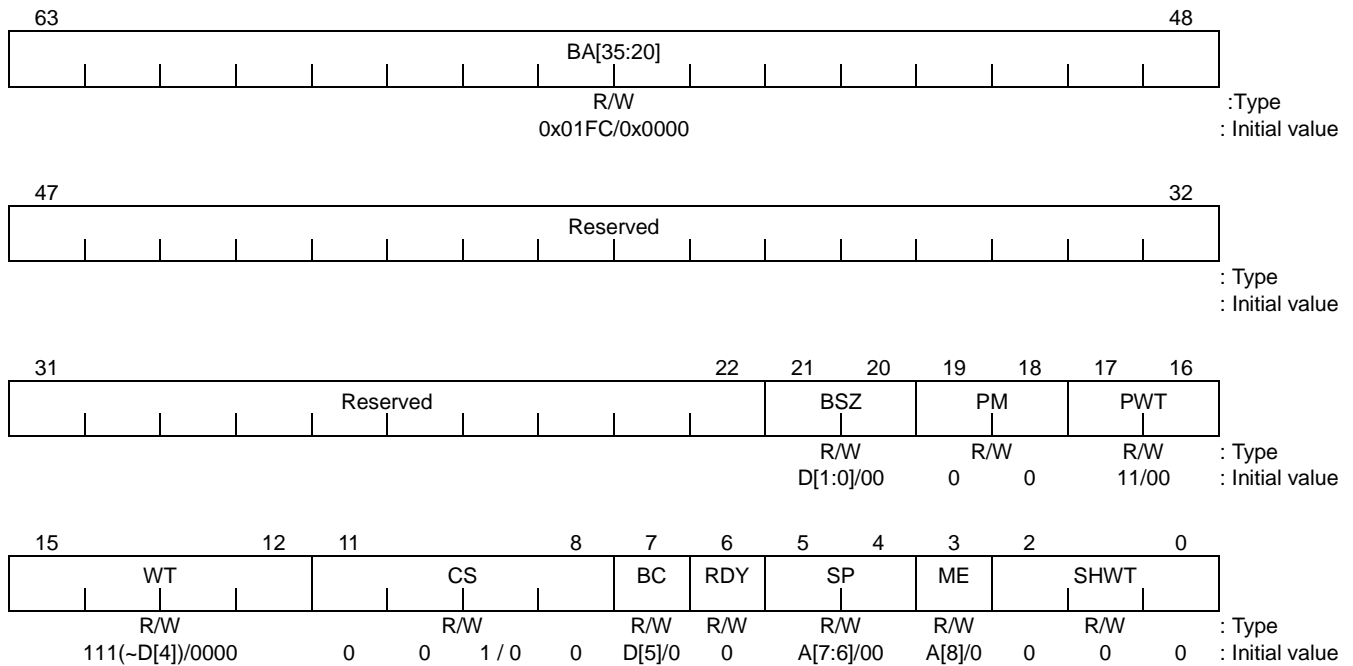 63 48
BA[35:20]
R/W :Type
0x01FC/0x0000 : Initial value
47 32
Reserved
: Type
: Initial value
31 22 21 20 19 18 17 16
Reserved BSZ PM PWT
R/W R/W R/W : Type
D[1:0]/00 0 0 11/00 : Initial value
15 12 11 8 7 6 5 4 3 2 0
WT CS BC RDY SP ME SHWT
R/W R/W R/W R/W R/W R/W R/W : Type
111(~D[4])/0000 0 0 1 / 0 0 D[5]/0 0 A[7:6]/00 A[8]/0 0 0 0 : Initial value